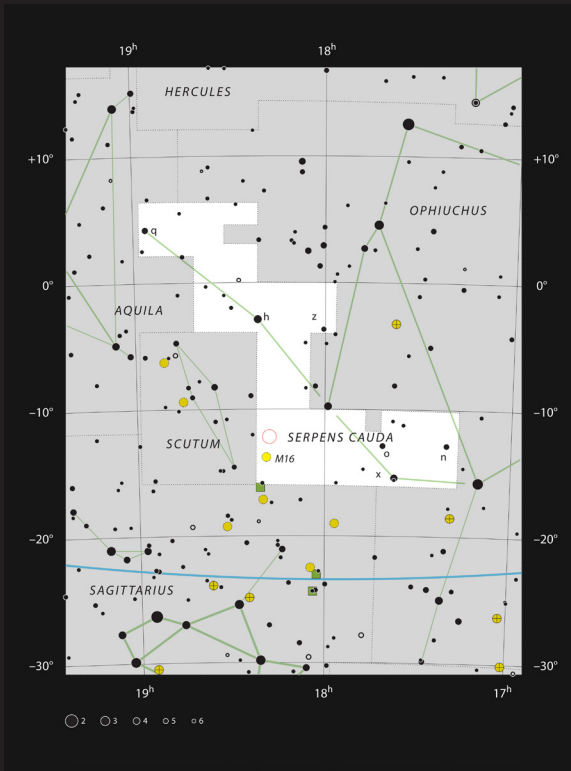 19h 18h
HERCULES
+10° +10°
OPHIUCHUS
q
0° 0°
AQUILA
h z
−10° −10°
SCUTUM SERPENS CAUDA
o n
M16
x
−20° −20°
SAGITTARIUS
−30° −30°
19h 18h 17h
2 3 4 5 6